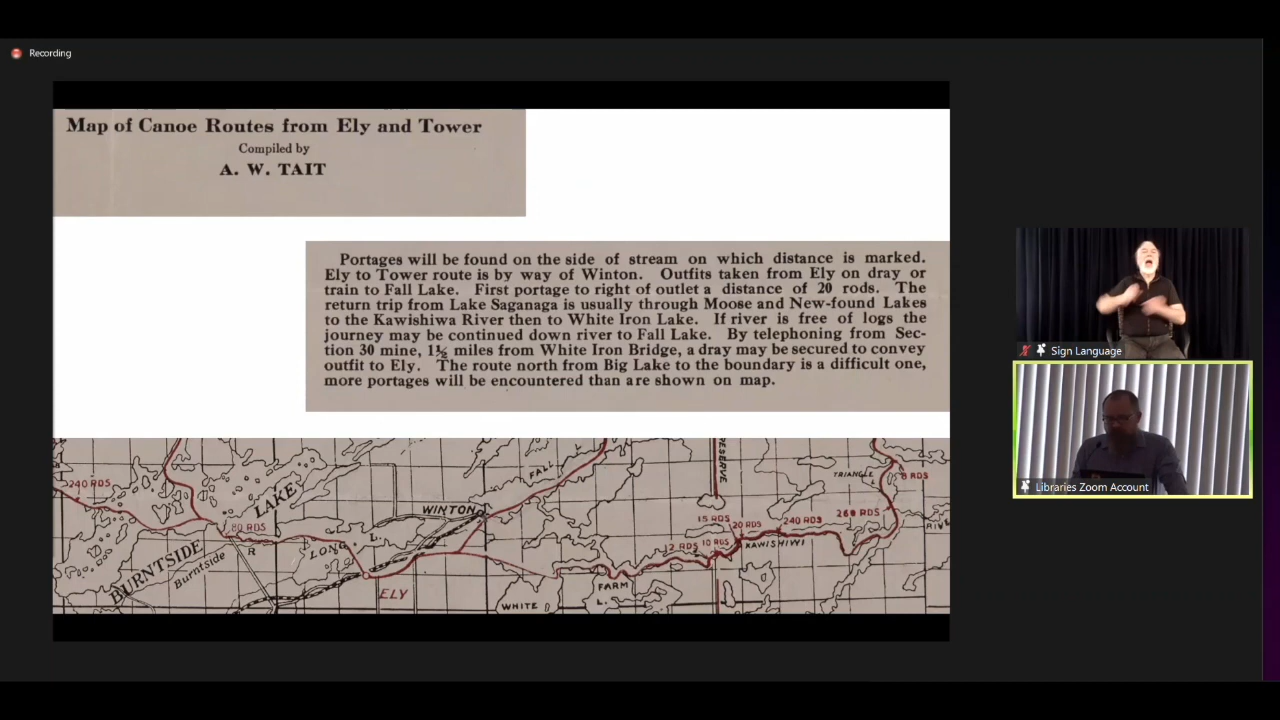 Recording
Map of Canoe Routes from Ely and Tower
Compiled by
A. W. TAIT
Portages will be found on the side of stream on which distance is marked.
Ely to Tower route is by way of Winton. Outfits taken from Ely on dray or
train to Fall Lake. First portage to right of outlet a distance of 20 rods. The
return trip from Lake Saganaga is usually through Moose and New-found Lakes
to the Kawishiwa River then to White Iron Lake. If river is free of logs the
journey may be continued down river to Fall Lake. By telephoning from Sec-
tion 30 mine, 1½ miles from White Iron Bridge, a dray may be secured to convey
outfit to Ely. The route north from Big Lake to the boundary is a difficult one,
more portages will be encountered than are shown on map.
240 RDS
LAKE
80 RDS
R
BURNTSIDE
Burntside
LONG L.
ELY
WINTON
FALL
WHITE
FARM
L.
RESERVE
15 RDS
20 RDS
240 RDS
260 RDS
12 RDS
10 RDS
KAWISHIWI
TRIANGLE
8 RDS
RIVE
Sign Language
Libraries Zoom Account